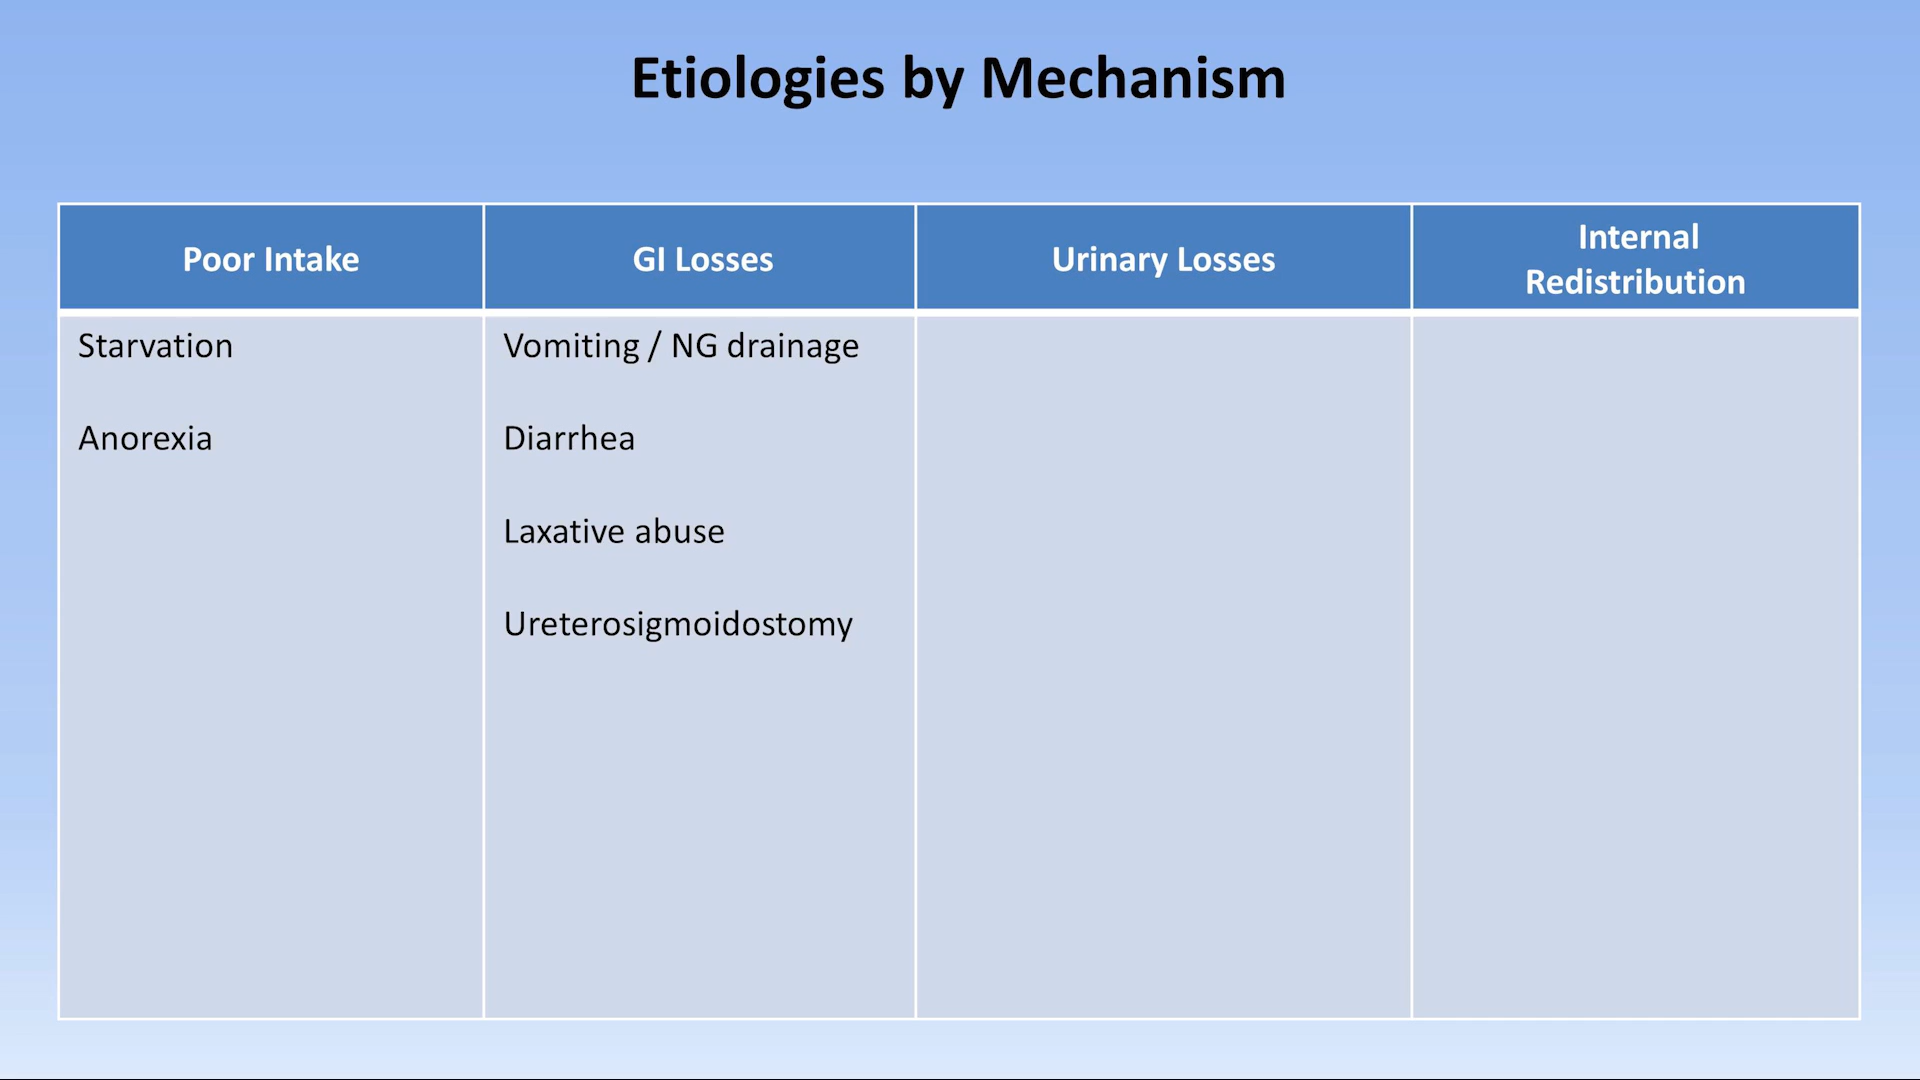 Etiologies by Mechanism
Poor Intake
GI Losses
Urinary Losses
Internal
Redistribution
Starvation
Anorexia
Vomiting / NG drainage
Diarrhea
Laxative abuse
Ureterosigmoidostomy